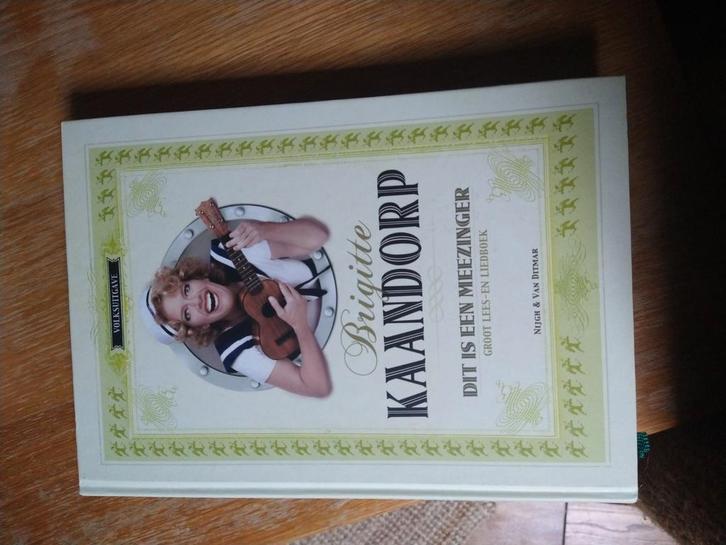 VOLKSUITGAVE
Brigitte
KAANDORP
DIT IS EEN MEEZINGER
GROOT LEES-EN LIEDBOEK
NIJGH & VAN DITMAR